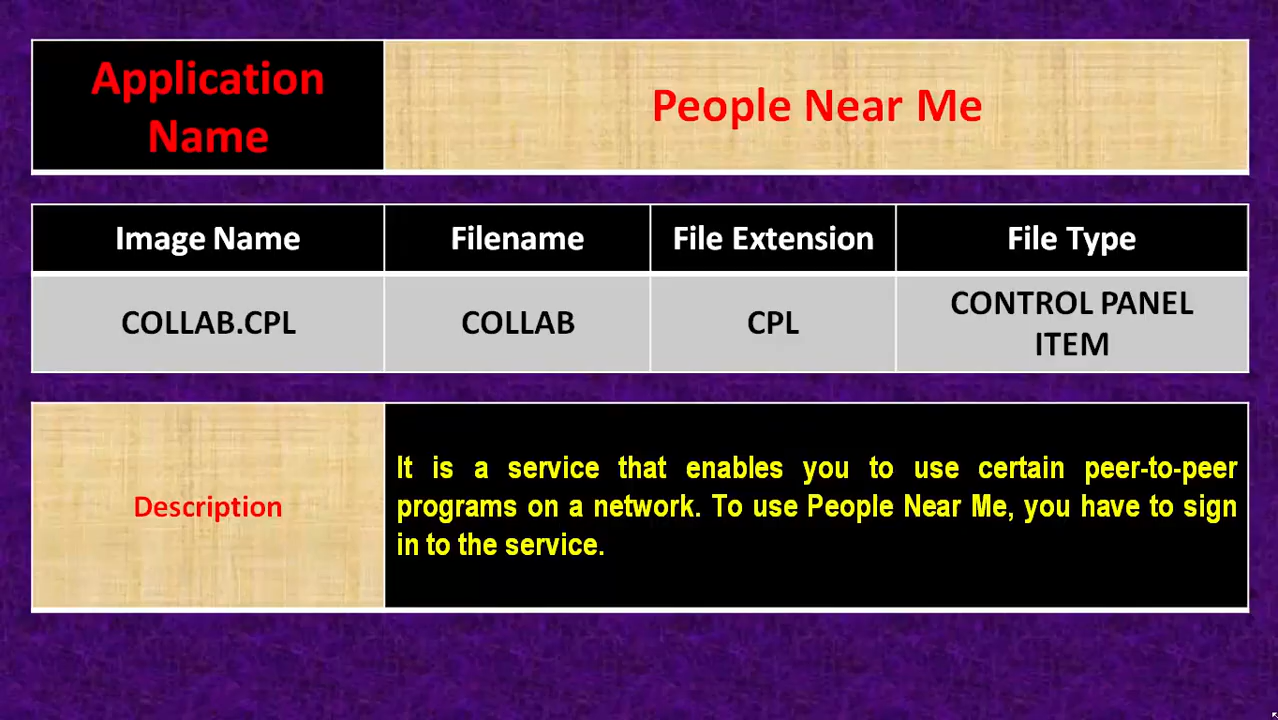 Application
Name
People Near Me
Image Name
Filename
File Extension
File Type
COLLAB.CPL
COLLAB
CPL
CONTROL PANEL
ITEM
Description
It is a service that enables you to use certain peer-to-peer
programs on a network. To use People Near Me, you have to sign
in to the service.